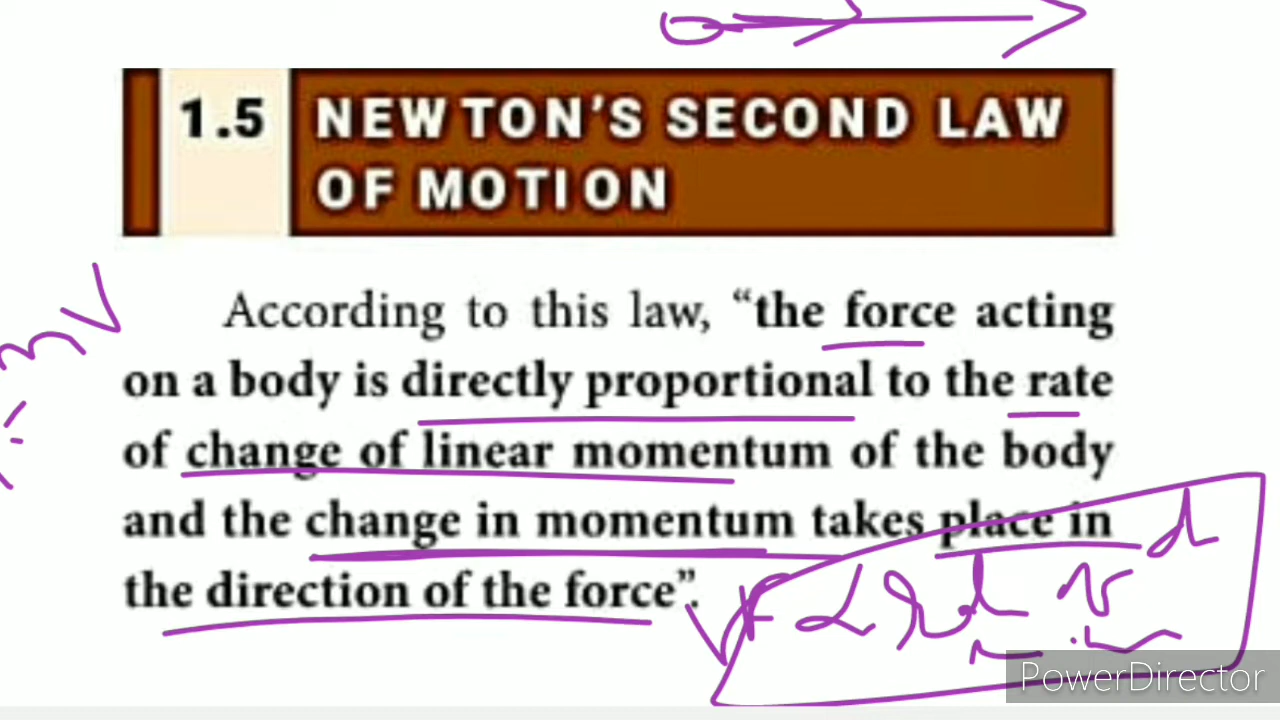 1.5 NEWTON'S SECOND LAW
OF MOTION
According to this law, “the force acting
on a body is directly proportional to the rate
of change of linear momentum of the body
and the change in momentum takes place in
the direction of the force”.
mv
PowerDirector